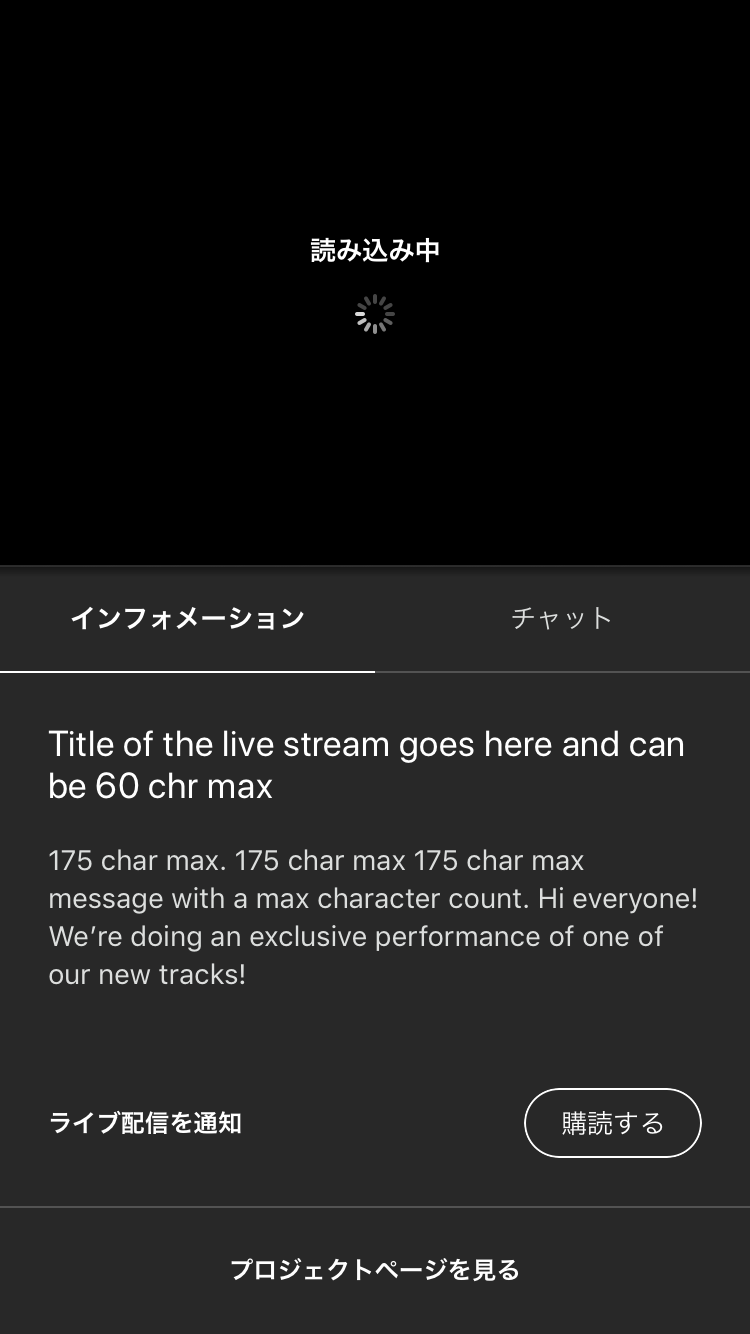 読み込み中
インフォメーション
チャット
Title of the live stream goes here and can
be 60 chr max
175 char max. 175 char max 175 char max
message with a max character count. Hi everyone!
We’re doing an exclusive performance of one of
our new tracks!
ライブ配信を通知
購読する
プロジェクトページを見る